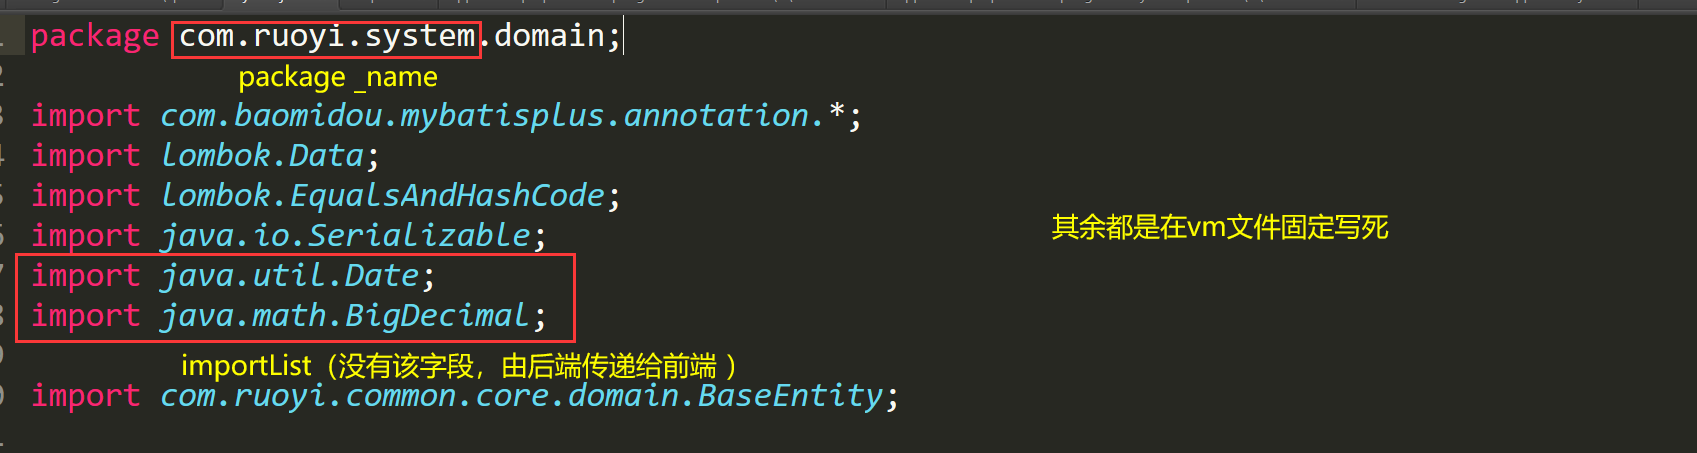 package com.ruoyi.system.domain;
package _name
import com.baomidou.mybatisplus.annotation.*;
import lombok.Data;
import lombok.EqualsAndHashCode;
import java.io.Serializable;
其余都是在vm文件固定写死
import java.util.Date;
import java.math.BigDecimal;
importList（没有该字段，由后端传递给前端 ）
import com.ruoyi.common.core.domain.BaseEntity;